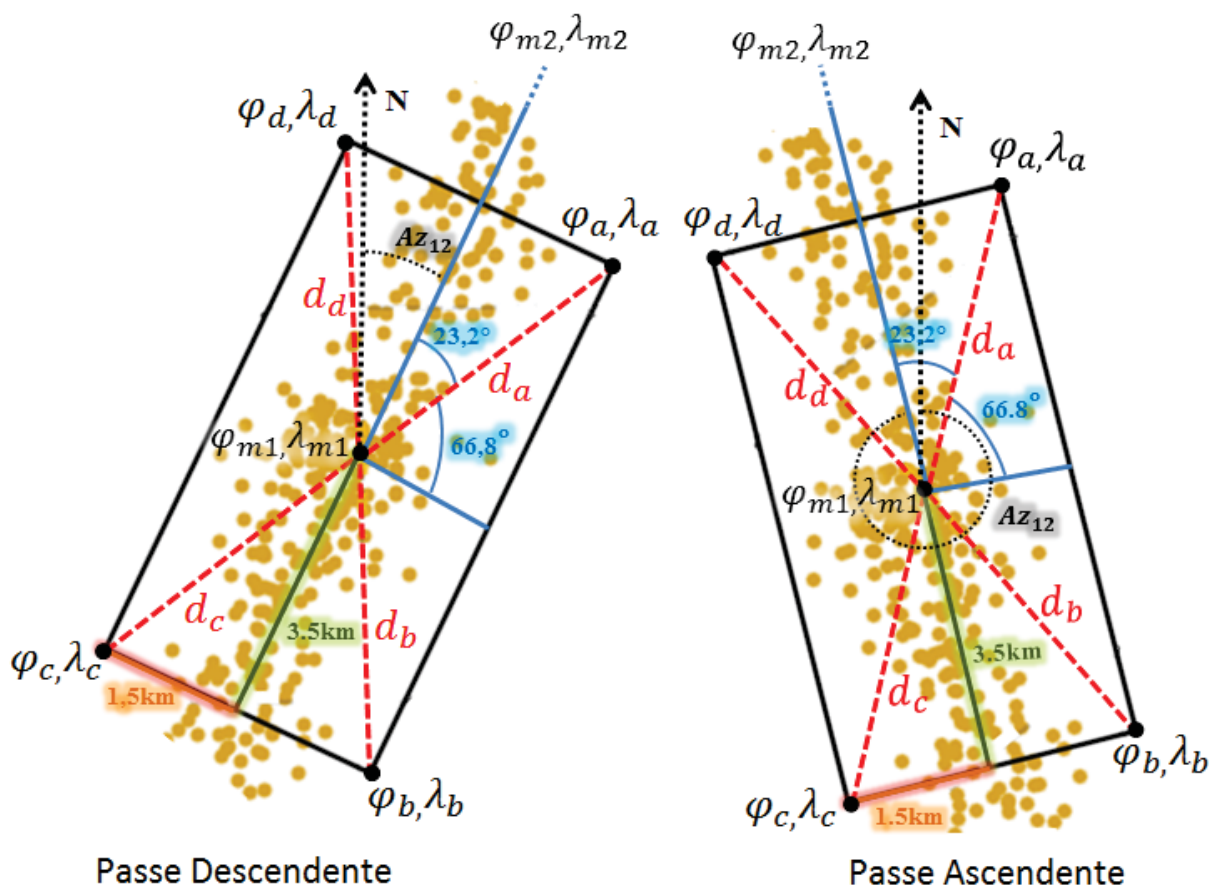 φm2,λm2
N
φd,λd
φa,λa
Az12
dd
23,2°
da
φm1,λm1
66,8°
dc
3.5km
db
φc,λc
1,5km
φb,λb
Passe Descendente
φm2,λm2
N
φa,λa
φd,λd
23,2°
da
dd
66.8°
φm1,λm1
Az12
db
3.5km
dc
φb,λb
φc,λc
1.5km
Passe Ascendente